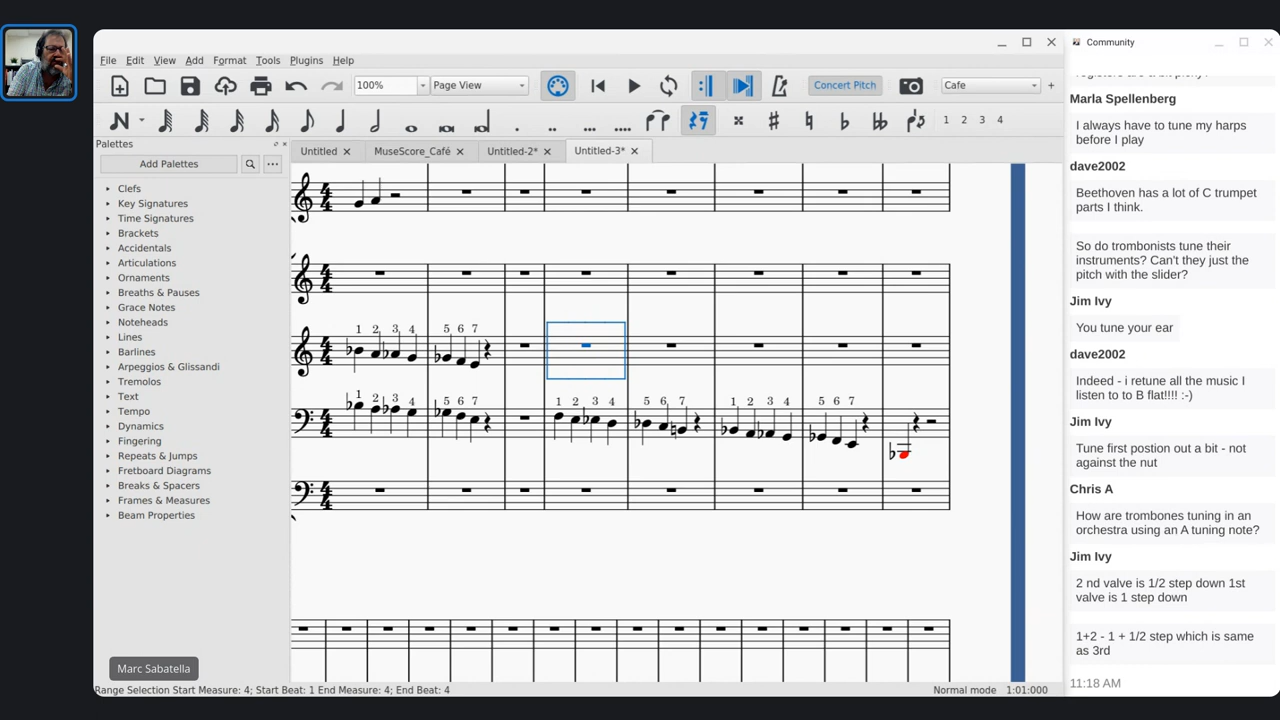 Community
File Edit View Add Format Tools Plugins Help
100% Page View Concert Pitch Cafe +
1 2 3 4
Palettes
Untitled MuseScore_Café Untitled-2* Untitled-3*
Add Palettes
Clefs
Key Signatures
Time Signatures
Brackets
Accidentals
Articulations
Ornaments
Breaths & Pauses
Grace Notes
Noteheads
Lines
Barlines
Arpeggios & Glissandi
Tremolos
Text
Tempo
Dynamics
Fingering
Repeats & Jumps
Fretboard Diagrams
Breaks & Spacers
Frames & Measures
Beam Properties
1 2 3 4 5 6 7
1 2 3 4 5 6 7 1 2 3 4 5 6 7 1 2 3 4 5 6 7
Marc Sabatella
Range Selection Start Measure: 4; Start Beat: 1 End Measure: 4; End Beat: 4
Normal mode 1:01:000
Marla Spellenberg
I always have to tune my harps
before I play
dave2002
Beethoven has a lot of C trumpet
parts I think.
So do trombonists tune their
instruments? Can't they just the
pitch with the slider?
Jim Ivy
You tune your ear
dave2002
Indeed - i retune all the music I
listen to to B flat!!!! :-)
Jim Ivy
Tune first postion out a bit - not
against the nut
Chris A
How are trombones tuning in an
orchestra using an A tuning note?
Jim Ivy
2 nd valve is 1/2 step down 1st
valve is 1 step down
1+2 - 1 + 1/2 step which is same
as 3rd
11:18 AM